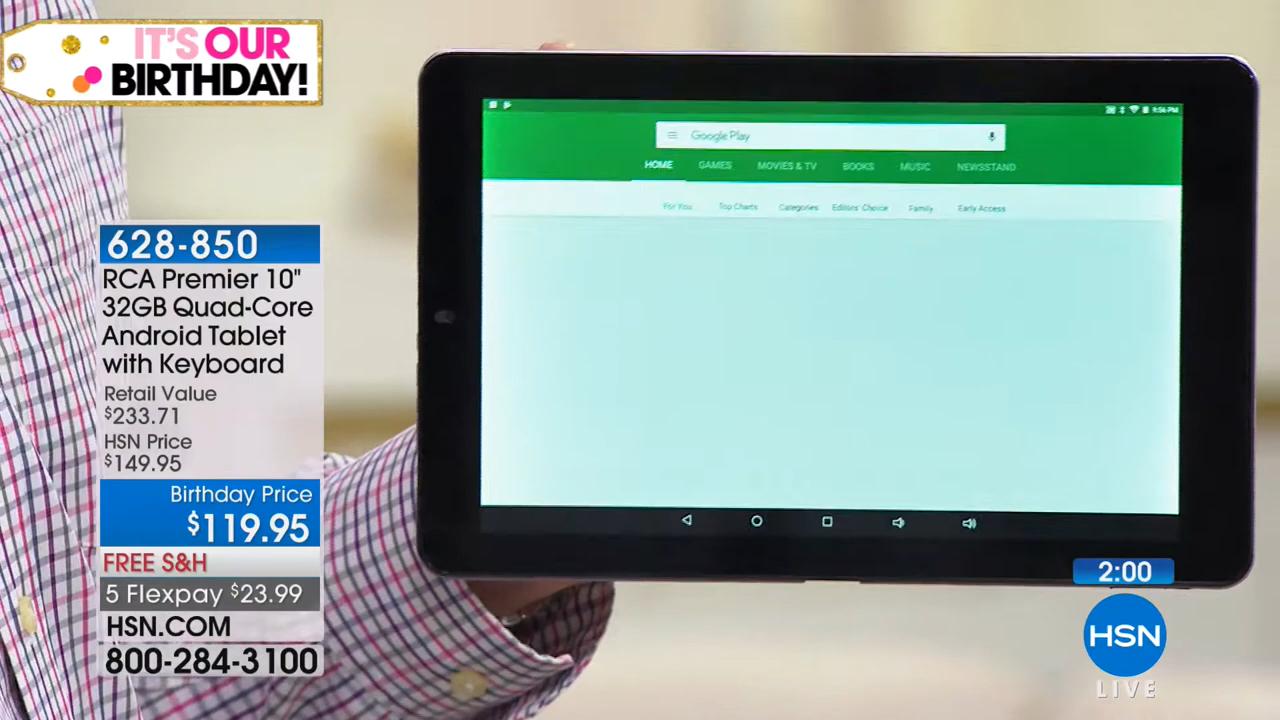 IT'S OUR
BIRTHDAY!
628-850
RCA Premier 10"
32GB Quad-Core
Android Tablet
with Keyboard
Retail Value
$233.71
HSN Price
$149.95
Birthday Price
$119.95
FREE S&H
5 Flexpay $23.99
HSN.COM
800-284-3100
9:56 PM
Google Play
HOME GAMES MOVIES & TV BOOKS MUSIC NEWSSTAND
For You Top Charts Categories Editors' Choice Family Early Access
2:00
HSN
LIVE